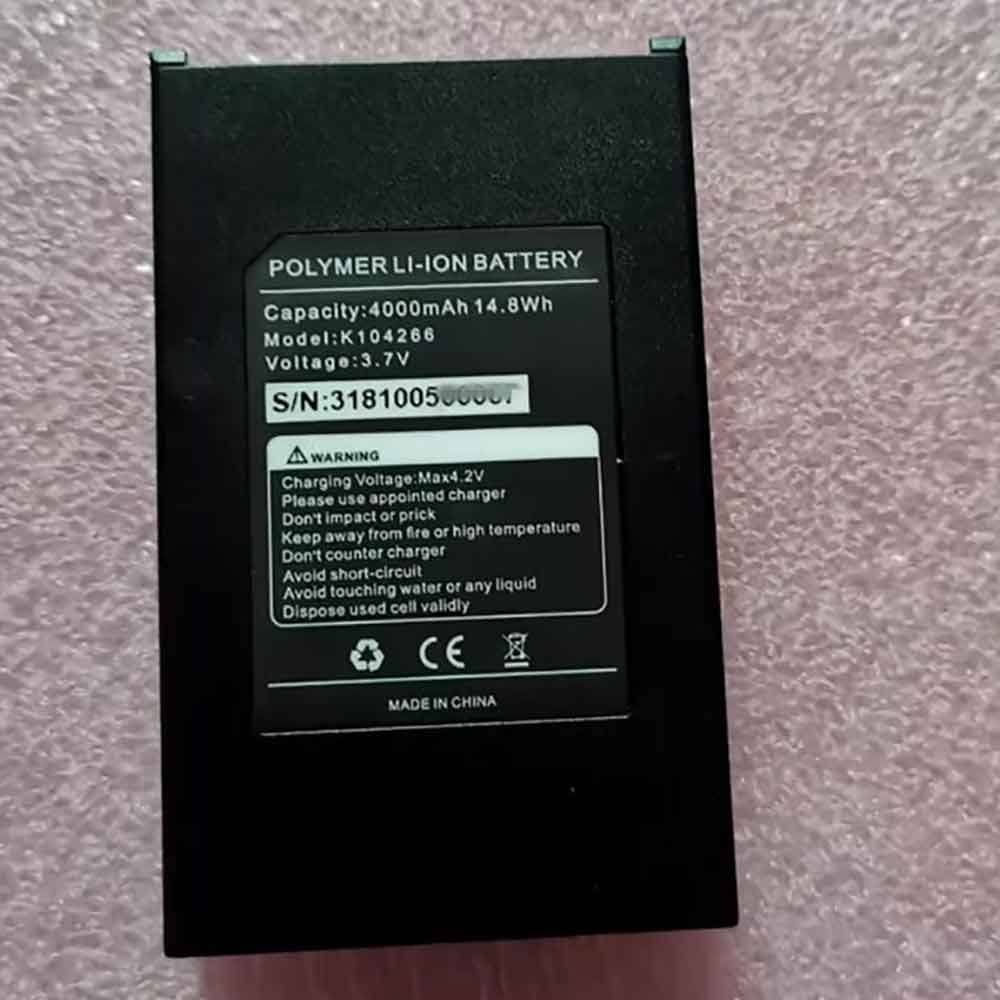 POLYMER LI-ION BATTERY
Capacity:4000mAh 14.8Wh
Model:K104266
Voltage:3.7V
S/N:3181005
WARNING
Charging Voltage:Max4.2V
Please use appointed charger
Don't impact or prick
Keep away from fire or high temperature
Don't counter charger
Avoid short-circuit
Avoid touching water or any liquid
Dispose used cell validly
CE
MADE IN CHINA